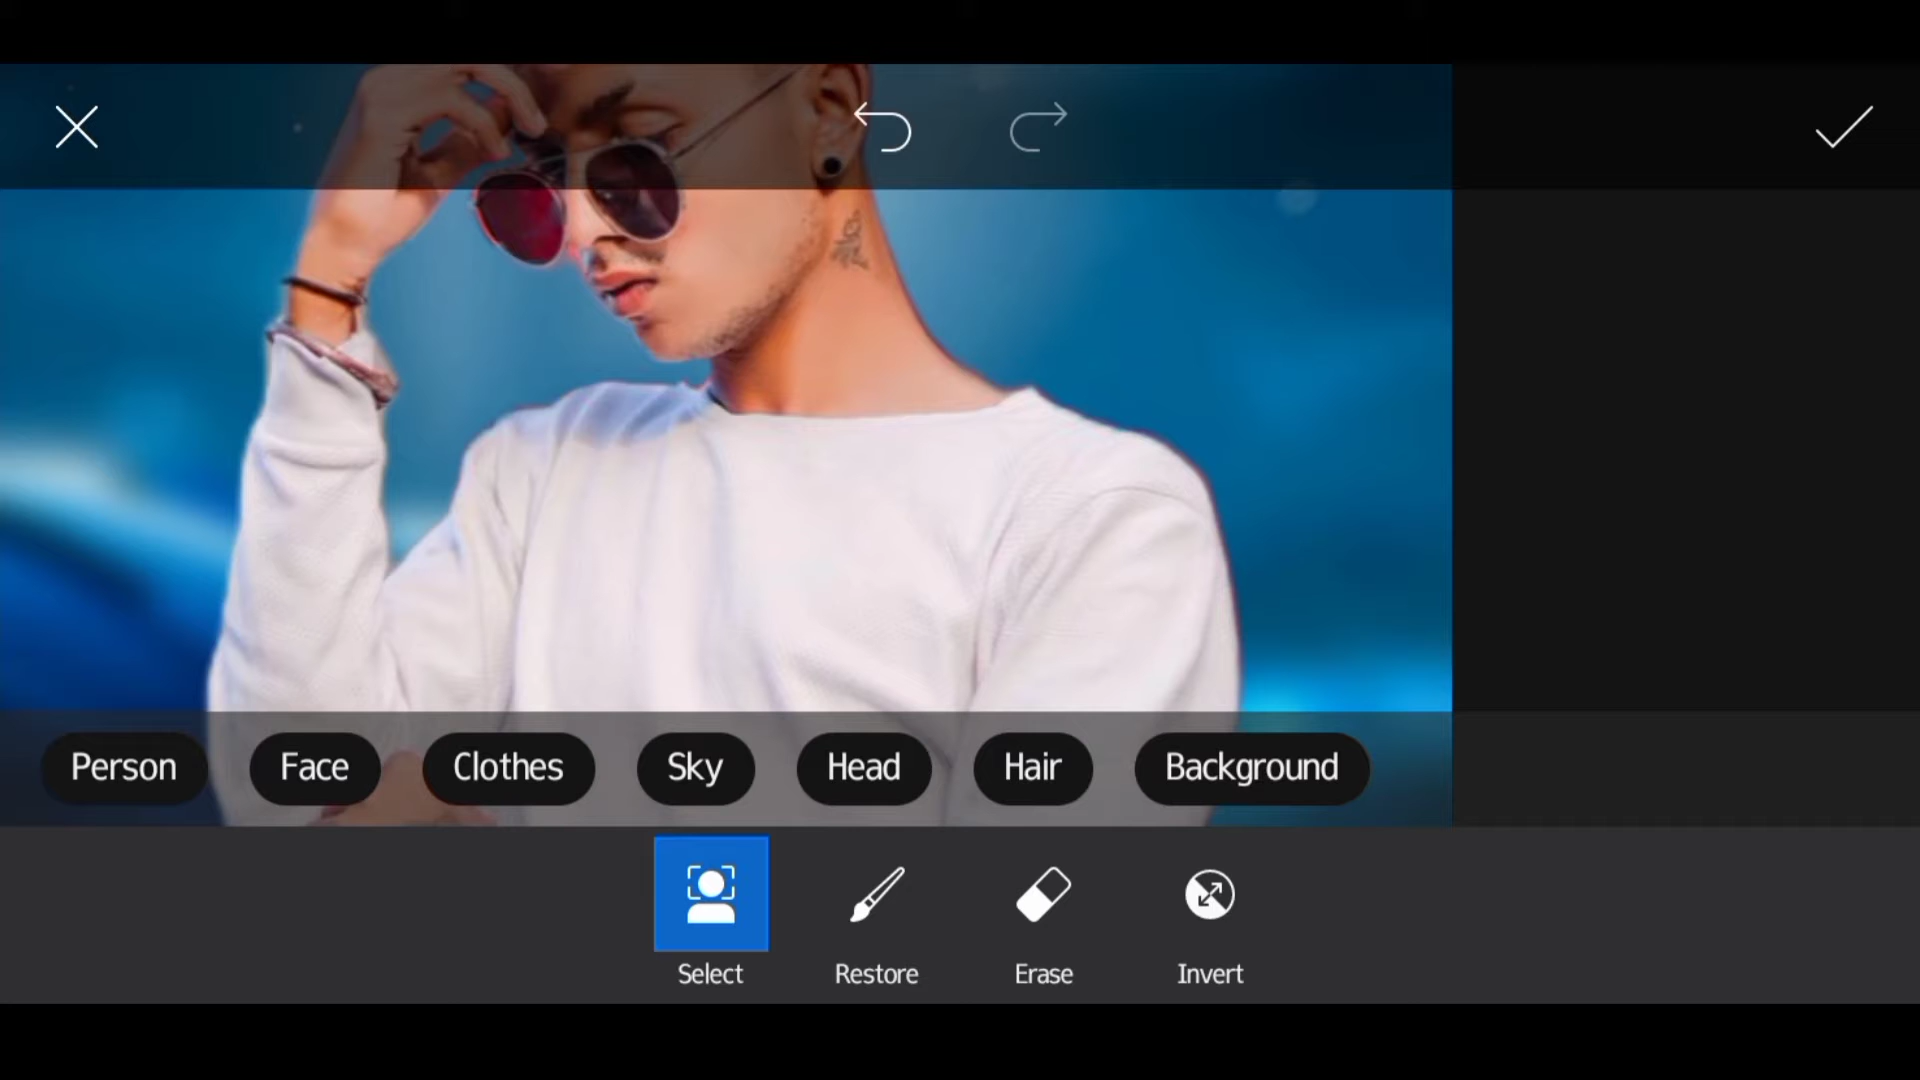 Person Face Clothes Sky Head Hair Background
Select Restore Erase Invert